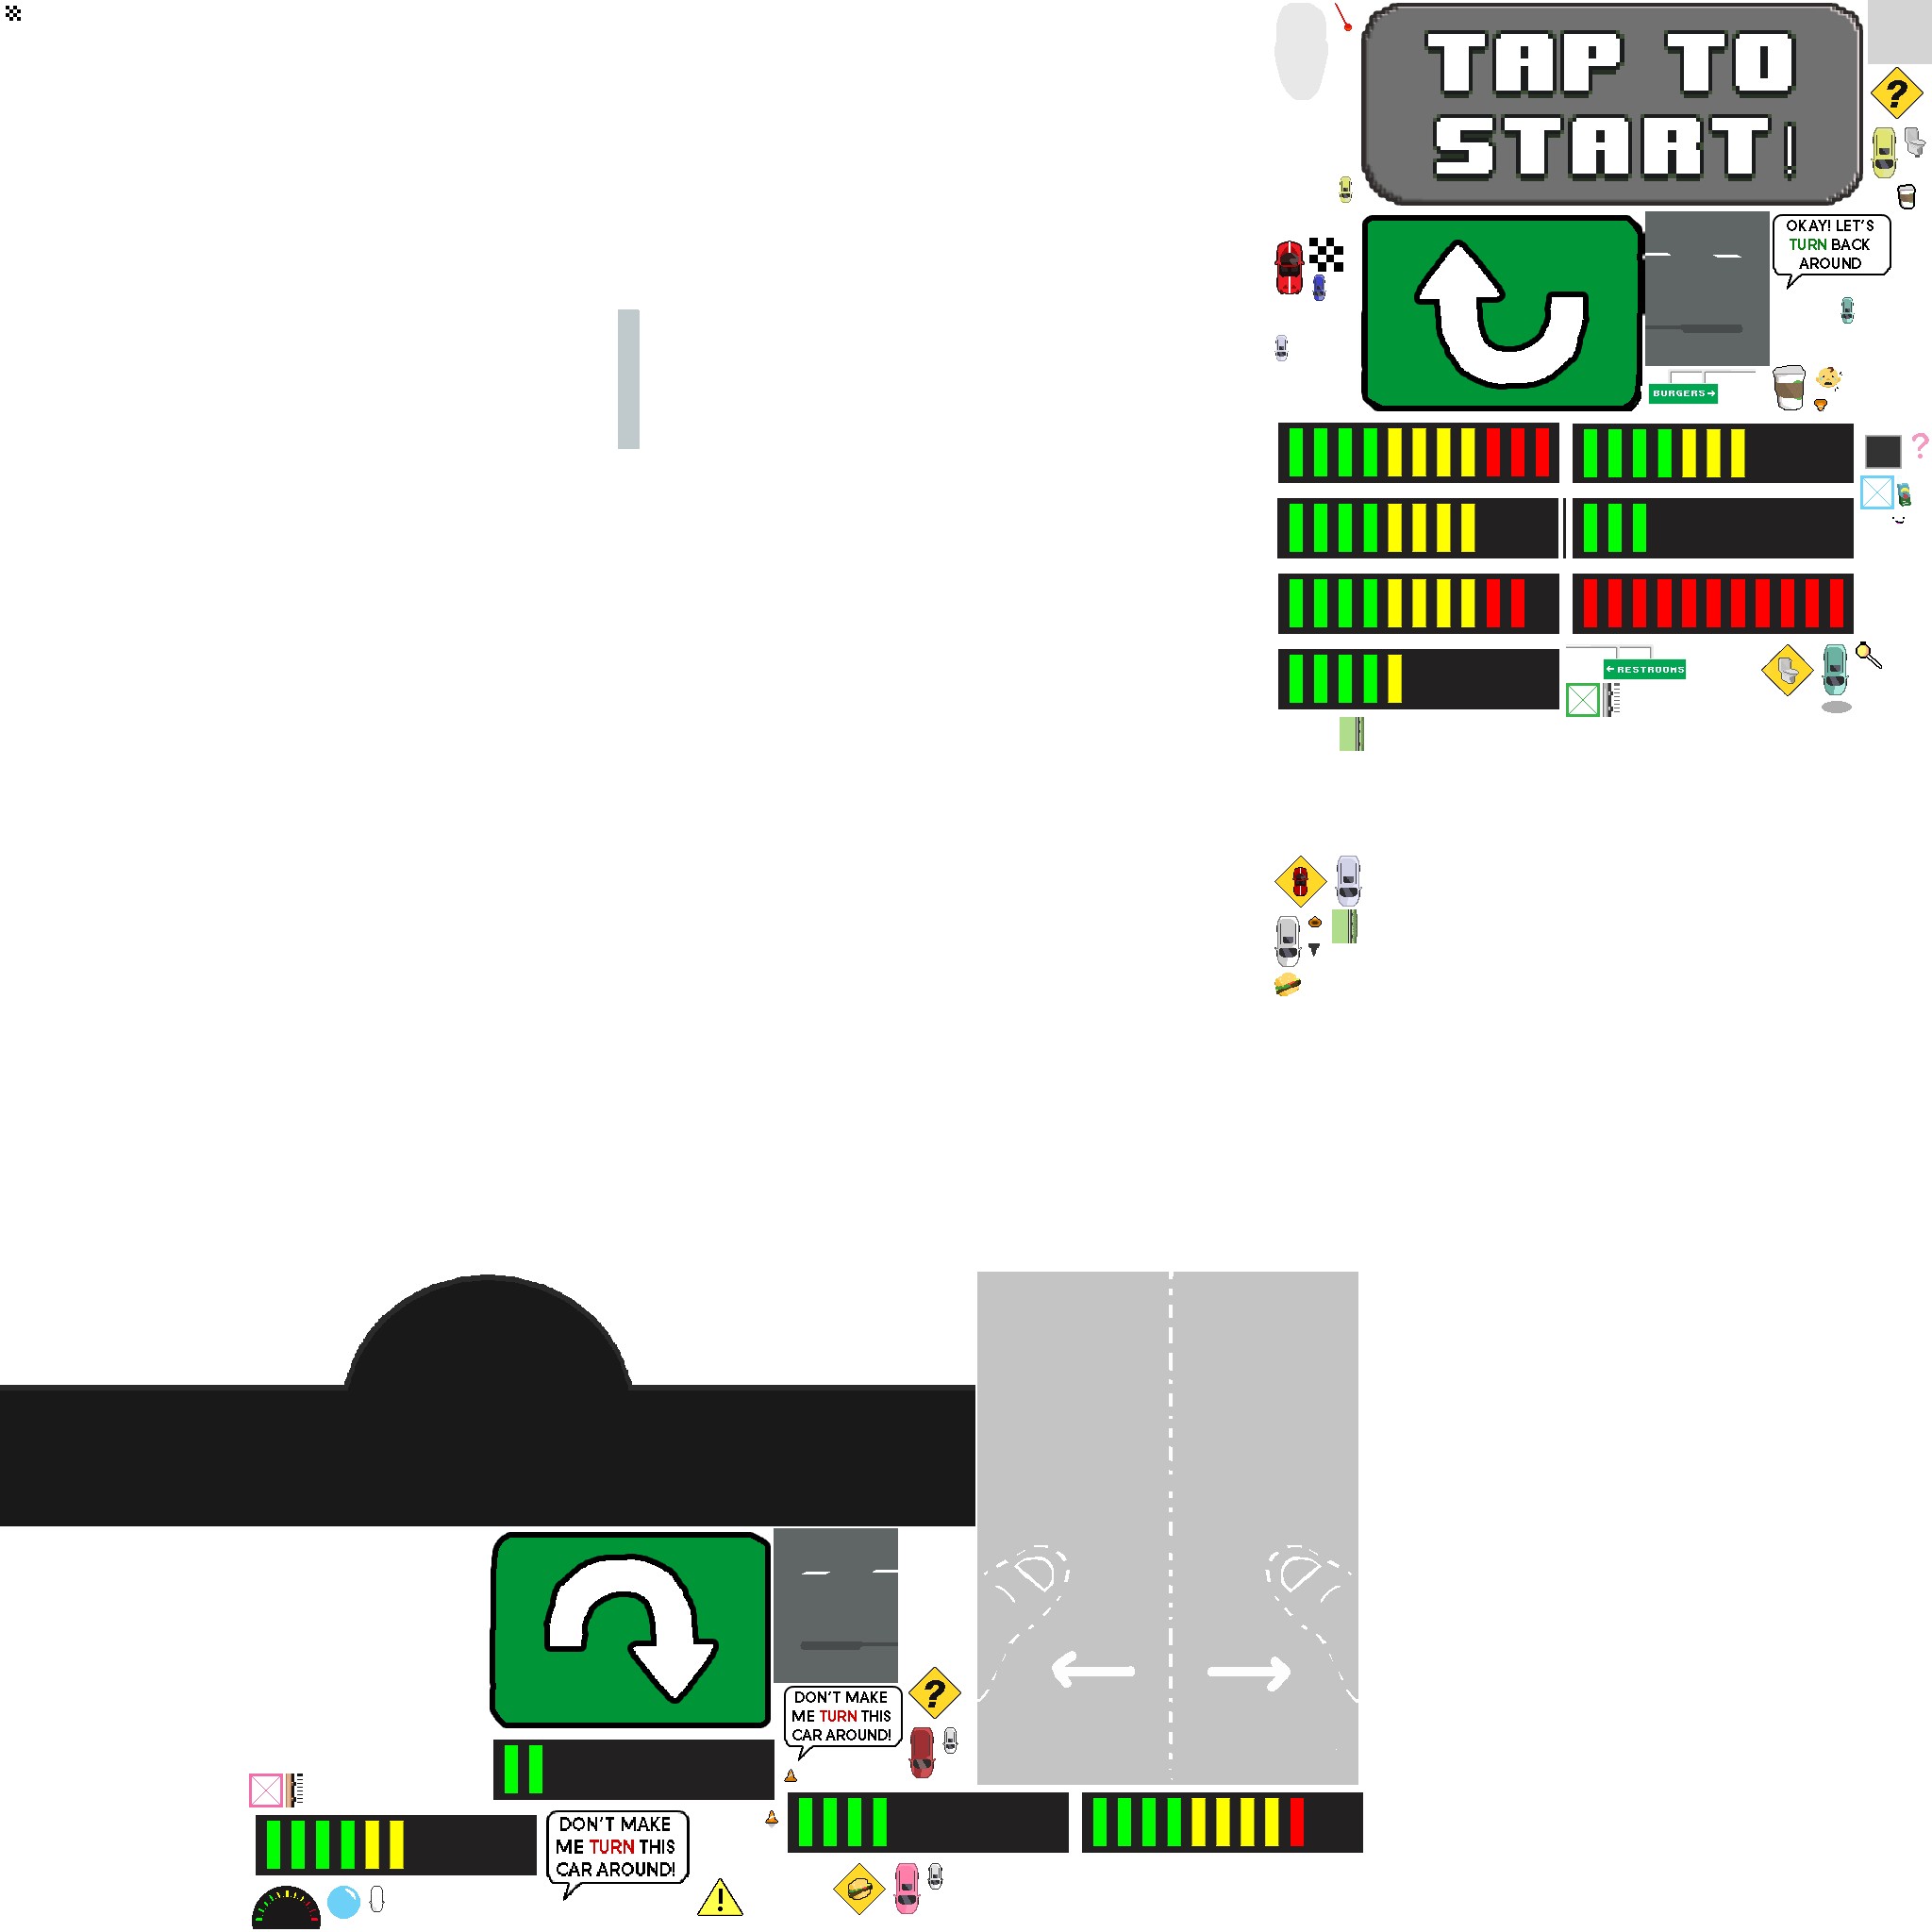 TAP TO
START!
?
OKAY! LET'S
TURN BACK
AROUND
BURGERS→
?
←RESTROOMS
?
DON'T MAKE
ME TURN THIS
CAR AROUND!
DON'T MAKE
ME TURN THIS
CAR AROUND!
!